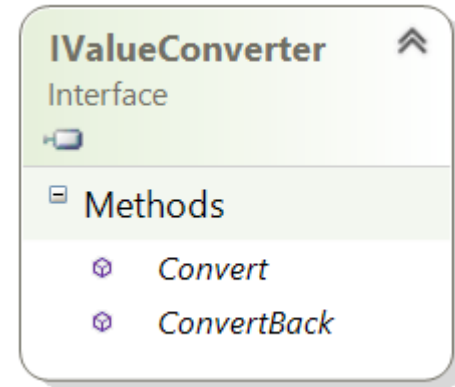 IValueConverter
Interface
Methods
Convert
ConvertBack